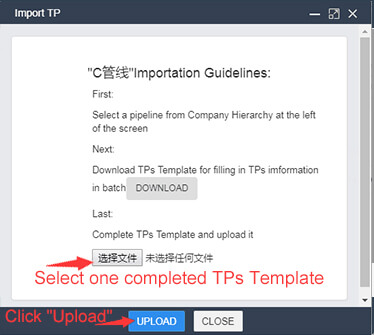 Import TP
"C管线"Importation Guidelines:
First:
Select a pipeline from Company Hierarchy at the left
of the screen
Next:
Download TPs Template for filling in TPs imformation
in batch DOWNLOAD
Last:
Complete TPs Template and upload it
选择文件 未选择任何文件
Select one completed TPs Template
Click "Upload" UPLOAD CLOSE